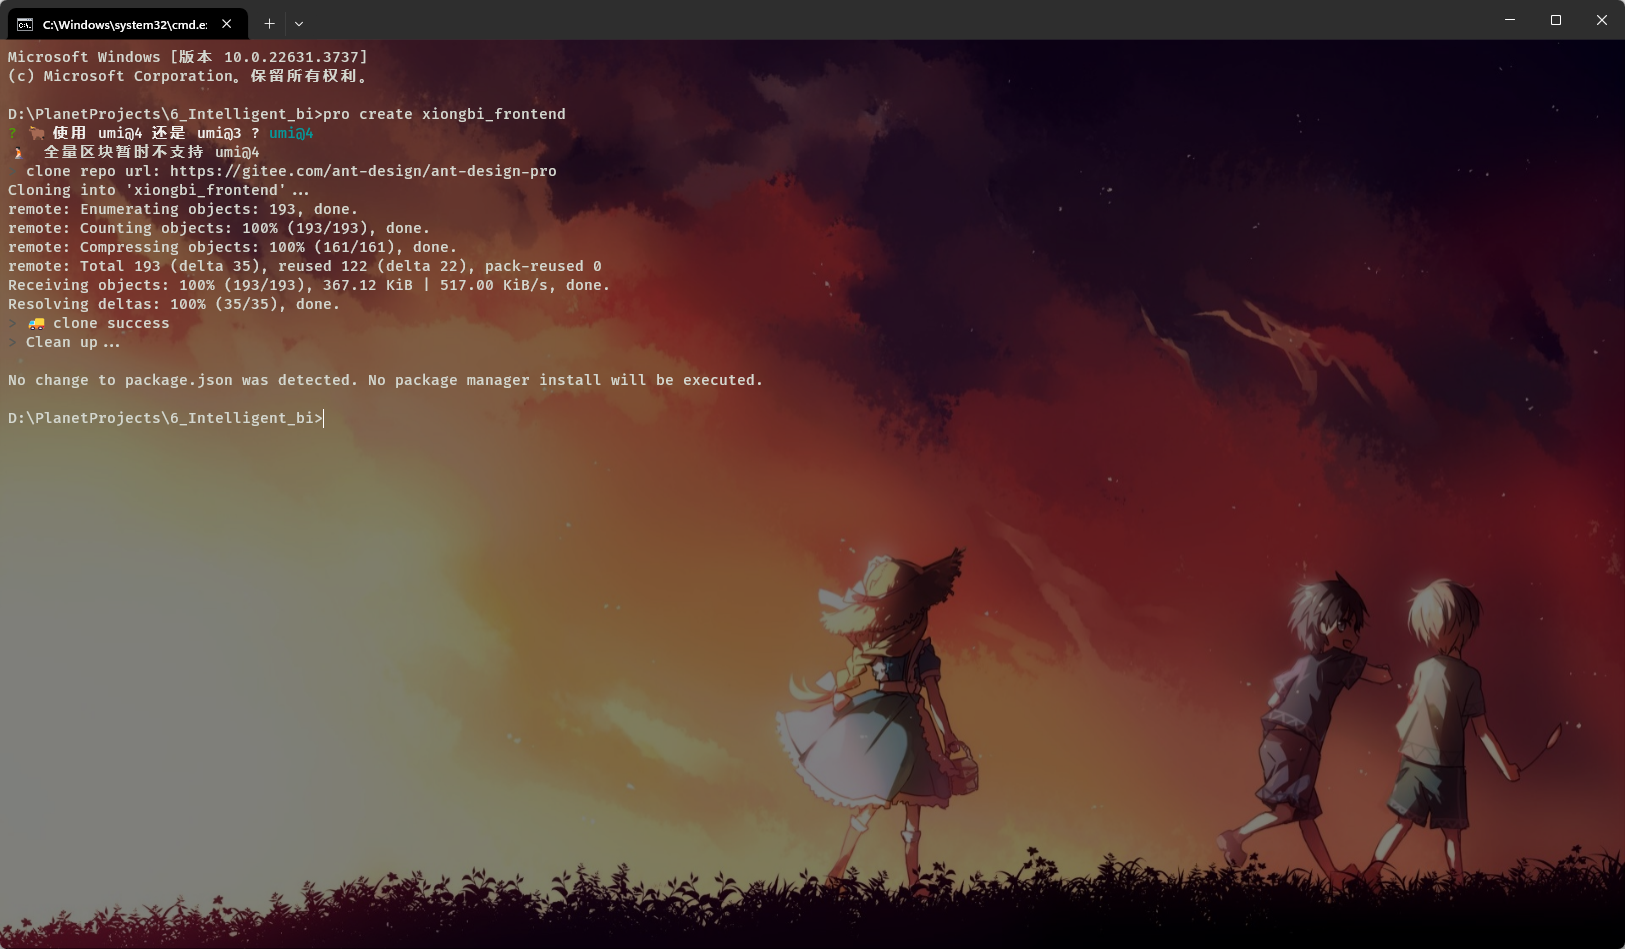 C:\Windows\system32\cmd.e:
Microsoft Windows [版本 10.0.22631.3737]
(c) Microsoft Corporation。保留所有权利。
D:\PlanetProjects\6_Intelligent_bi>pro create xiongbi_frontend
? 🐂 使用 umi@4 还是 umi@3 ? umi@4
全量区块暂时不支持 umi@4
> clone repo url: https://gitee.com/ant-design/ant-design-pro
Cloning into 'xiongbi_frontend'...
remote: Enumerating objects: 193, done.
remote: Counting objects: 100% (193/193), done.
remote: Compressing objects: 100% (161/161), done.
remote: Total 193 (delta 35), reused 122 (delta 22), pack-reused 0
Receiving objects: 100% (193/193), 367.12 KiB | 517.00 KiB/s, done.
Resolving deltas: 100% (35/35), done.
> 🚚 clone success
> Clean up...
No change to package.json was detected. No package manager install will be executed.
D:\PlanetProjects\6_Intelligent_bi>